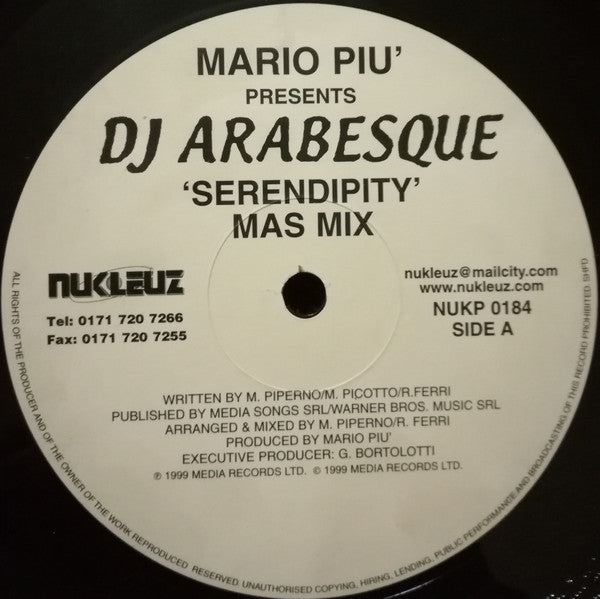 MARIO PIU'
PRESENTS
DJ ARABESQUE
'SERENDIPITY'
MAS MIX
NUKLEUZ
Tel: 0171 720 7266
Fax: 0171 720 7255
nukleuz@mailcity.com
www.nukleuz.com
NUKP 0184
SIDE A
WRITTEN BY M. PIPERNO/M. PICOTTO/R.FERRI
PUBLISHED BY MEDIA SONGS SRL/WARNER BROS. MUSIC SRL
ARRANGED & MIXED BY M. PIPERNO/R. FERRI
PRODUCED BY MARIO PIU'
EXECUTIVE PRODUCER: G. BORTOLOTTI
℗ 1999 MEDIA RECORDS LTD. © 1999 MEDIA RECORDS LTD.
ALL RIGHTS OF THE PRODUCER AND OF THE OWNER OF THE WORK REPRODUCED RESERVED. UNAUTHORISED COPYING, HIRING, LENDING, PUBLIC PERFORMANCE AND BROADCASTING OF THIS RECORD PROHIBITED